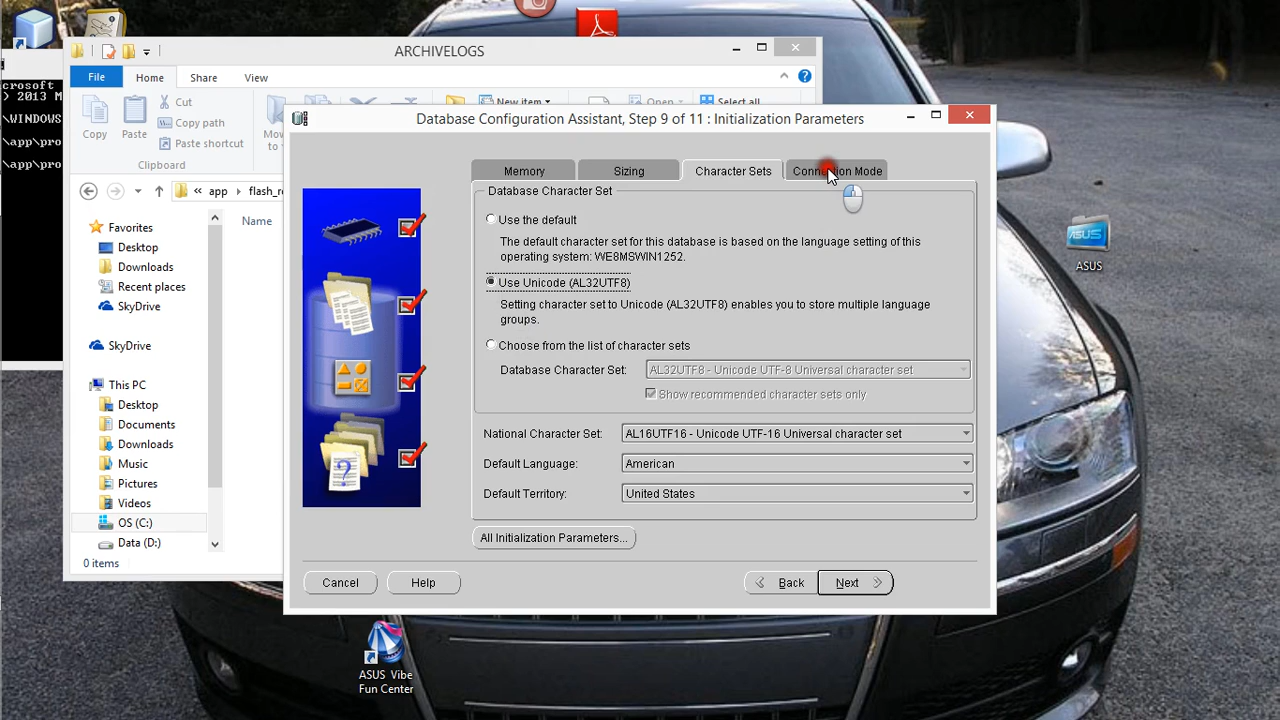 ARCHIVELOGS
File
Home
Share
View
crosoft
) 2013 M
\WINDOWS
\app\pro
\app\pro
Copy
Paste
Cut
Copy path
Paste shortcut
Clipboard
Mov
to
New item
Open
Select all
app
flash_re
Name
Favorites
Desktop
Downloads
Recent places
SkyDrive
SkyDrive
This PC
Desktop
Documents
Downloads
Music
Pictures
Videos
OS (C:)
Data (D:)
0 items
Database Configuration Assistant, Step 9 of 11 : Initialization Parameters
Memory
Sizing
Character Sets
Connection Mode
Database Character Set
Use the default
The default character set for this database is based on the language setting of this
operating system: WE8MSWIN1252.
Use Unicode (AL32UTF8)
Setting character set to Unicode (AL32UTF8) enables you to store multiple language
groups.
Choose from the list of character sets
Database Character Set: AL32UTF8 - Unicode UTF-8 Universal character set
Show recommended character sets only
National Character Set: AL16UTF16 - Unicode UTF-16 Universal character set
Default Language: American
Default Territory: United States
All Initialization Parameters...
Cancel
Help
Back
Next
ASUS
ASUS
ASUS Vibe
Fun Center